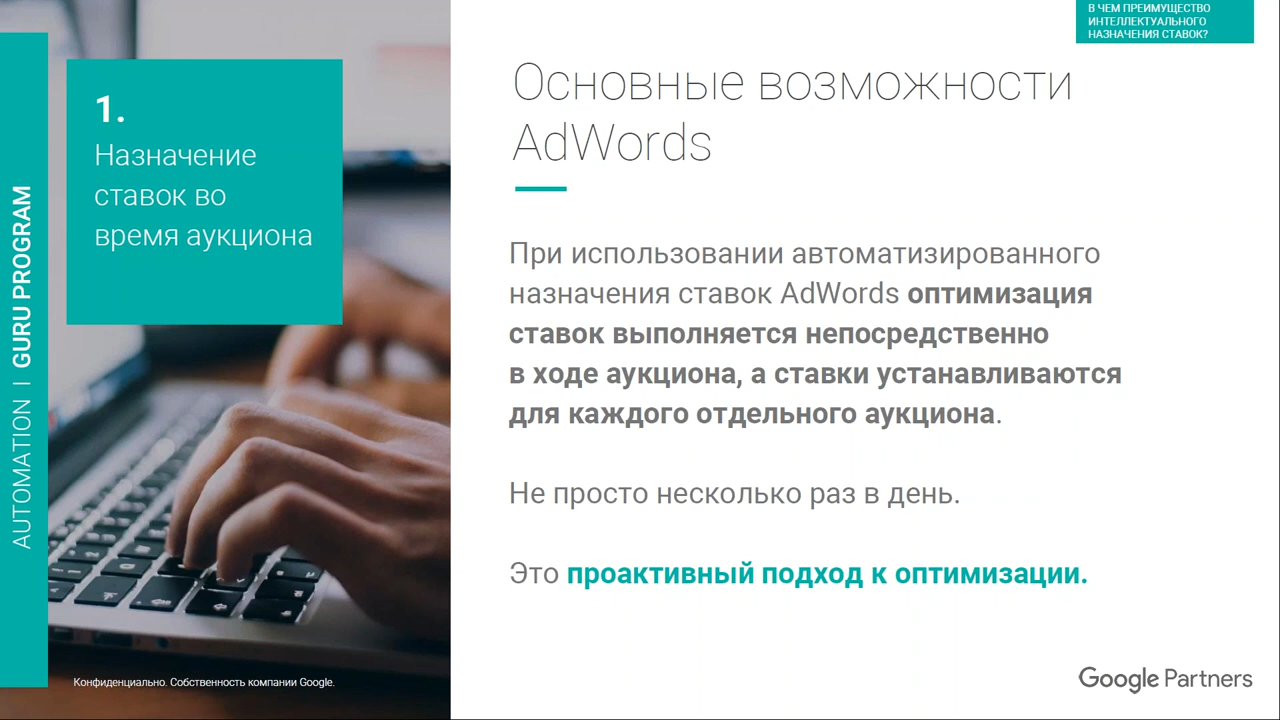 В ЧЕМ ПРЕИМУЩЕСТВО
ИНТЕЛЛЕКТУАЛЬНОГО
НАЗНАЧЕНИЯ СТАВОК?
AUTOMATION | GURU PROGRAM
1.
Назначение
ставок во
время аукциона
Основные возможности
AdWords
При использовании автоматизированного
назначения ставок AdWords оптимизация
ставок выполняется непосредственно
в ходе аукциона, а ставки устанавливаются
для каждого отдельного аукциона.
Не просто несколько раз в день.
Это проактивный подход к оптимизации.
Конфиденциально. Собственность компании Google.
Google Partners